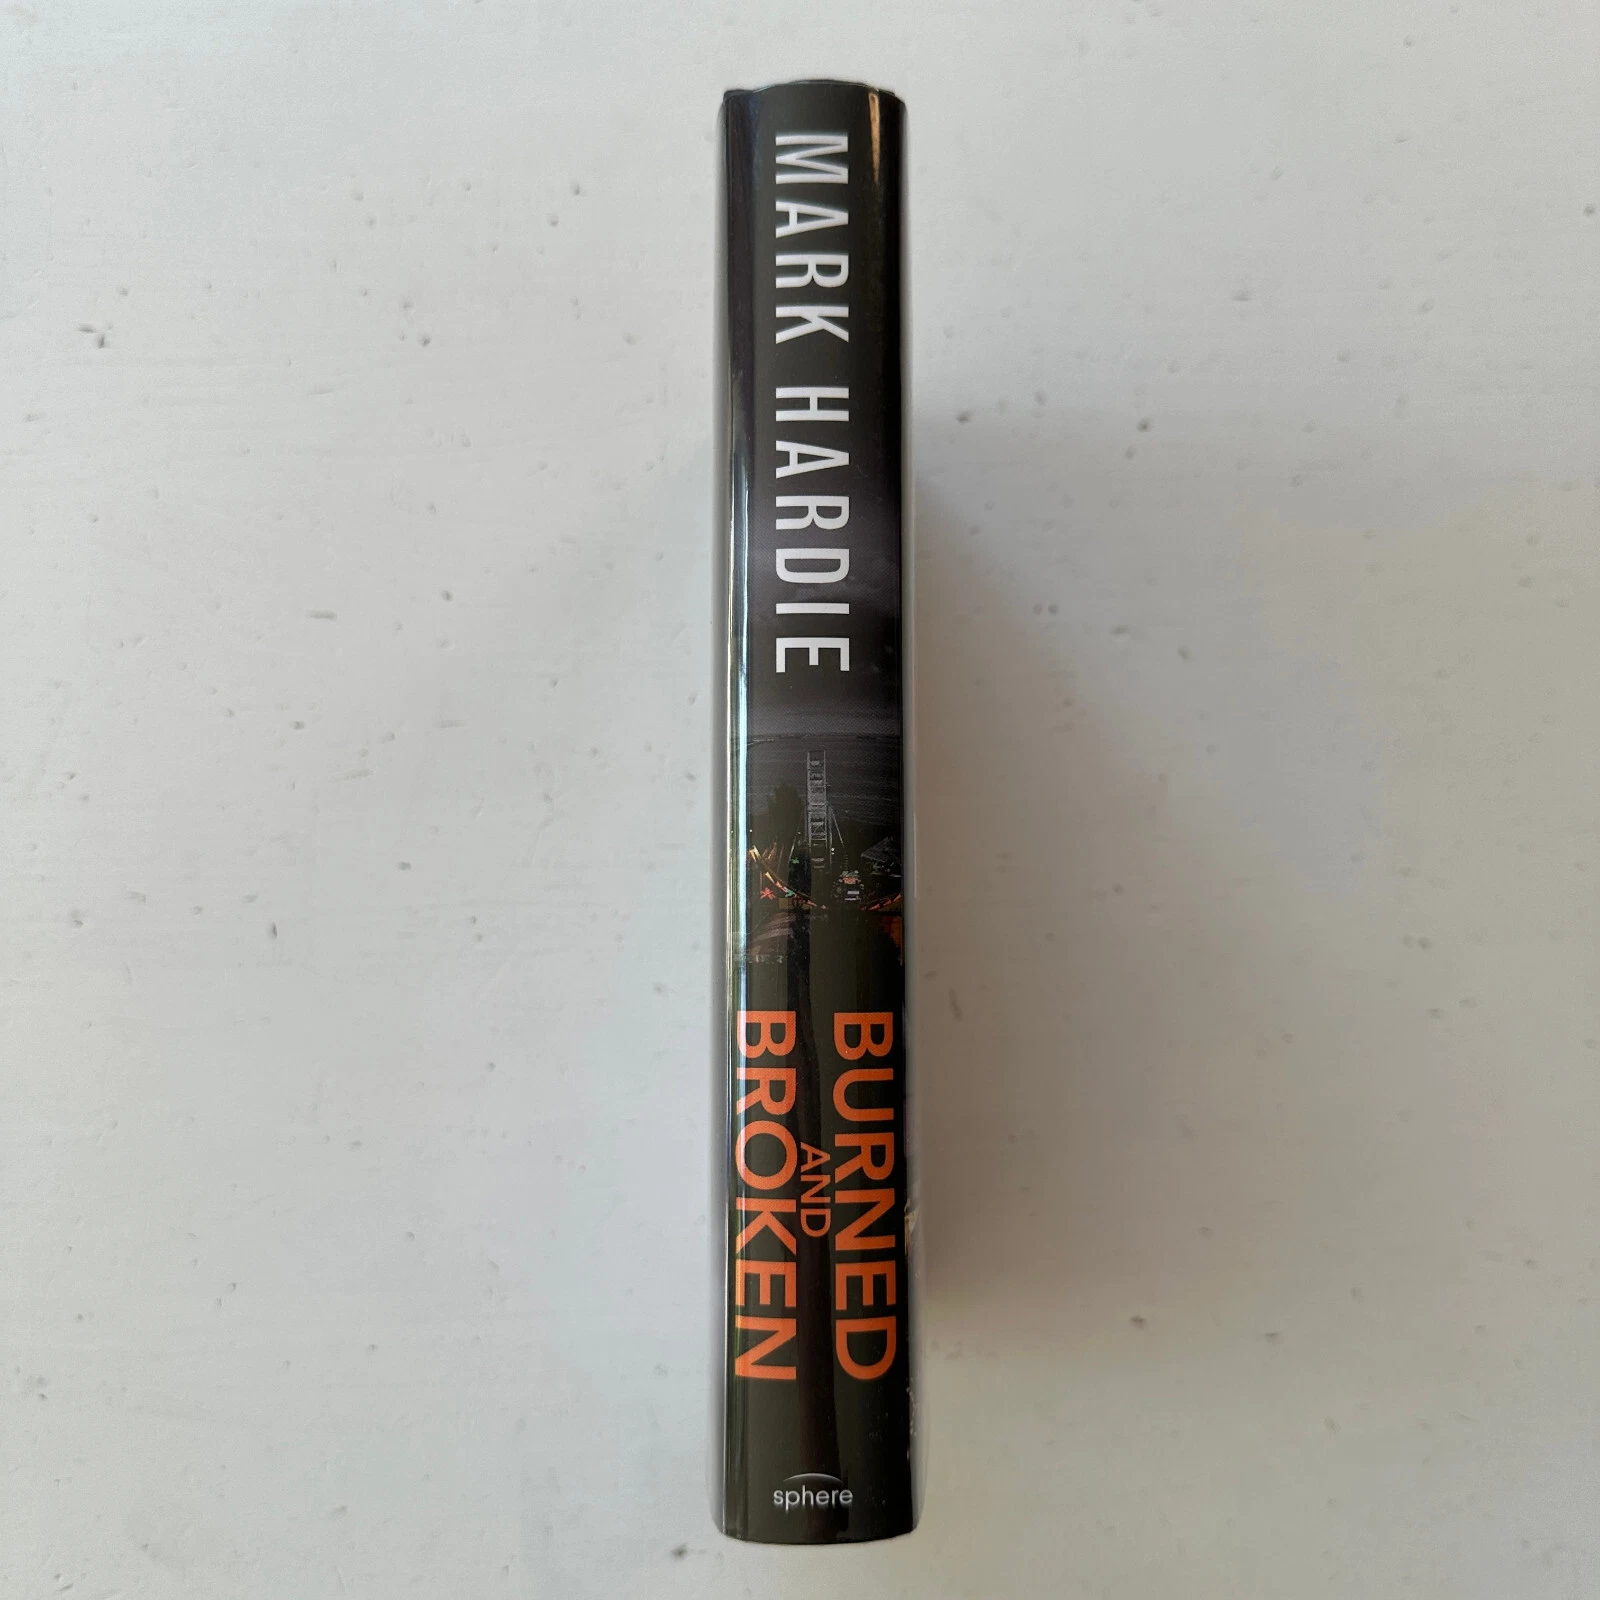 MARK HARDIE
BURNED
AND
BROKEN
sphere